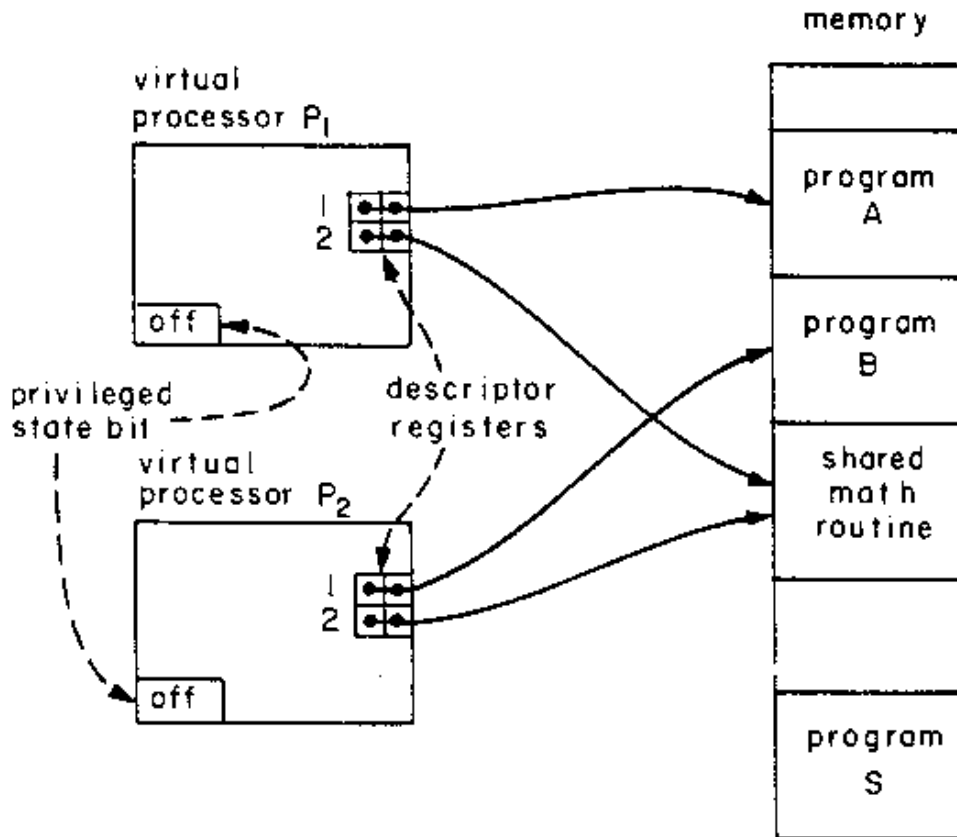 memory
virtual
processor P₁
program
A
1
2
off
program
B
privileged
state bit
descriptor
registers
shared
math
routine
virtual
processor P₂
1
2
off
program
S